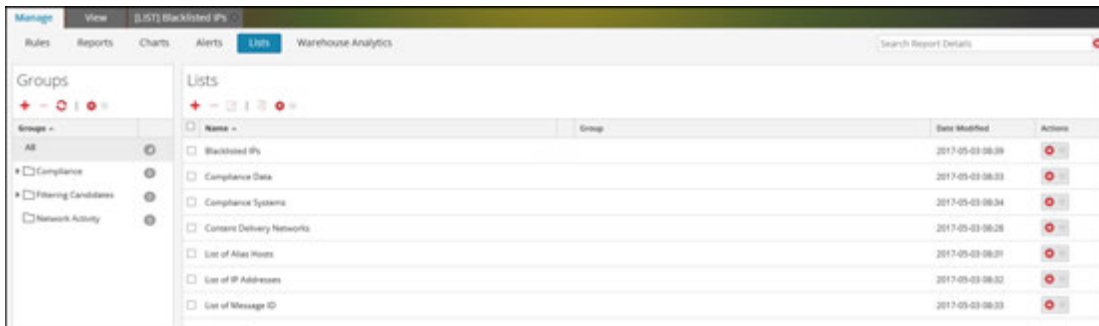 Manage View [LIST] Blacklisted IPs
Rules Reports Charts Alerts Lists Warehouse Analytics Search Report Details
Groups
Groups
All
Compliance
Filtering Candidates
Network Activity
Lists
Name Group Date Modified Actions
Blacklisted IPs 2017-05-03 08:39
Compliance Data 2017-05-03 08:33
Compliance Systems 2017-05-03 08:34
Content Delivery Networks 2017-05-03 08:26
List of Alias Hosts 2017-05-03 08:31
List of IP Addresses 2017-05-03 08:32
List of Message ID 2017-05-03 08:33